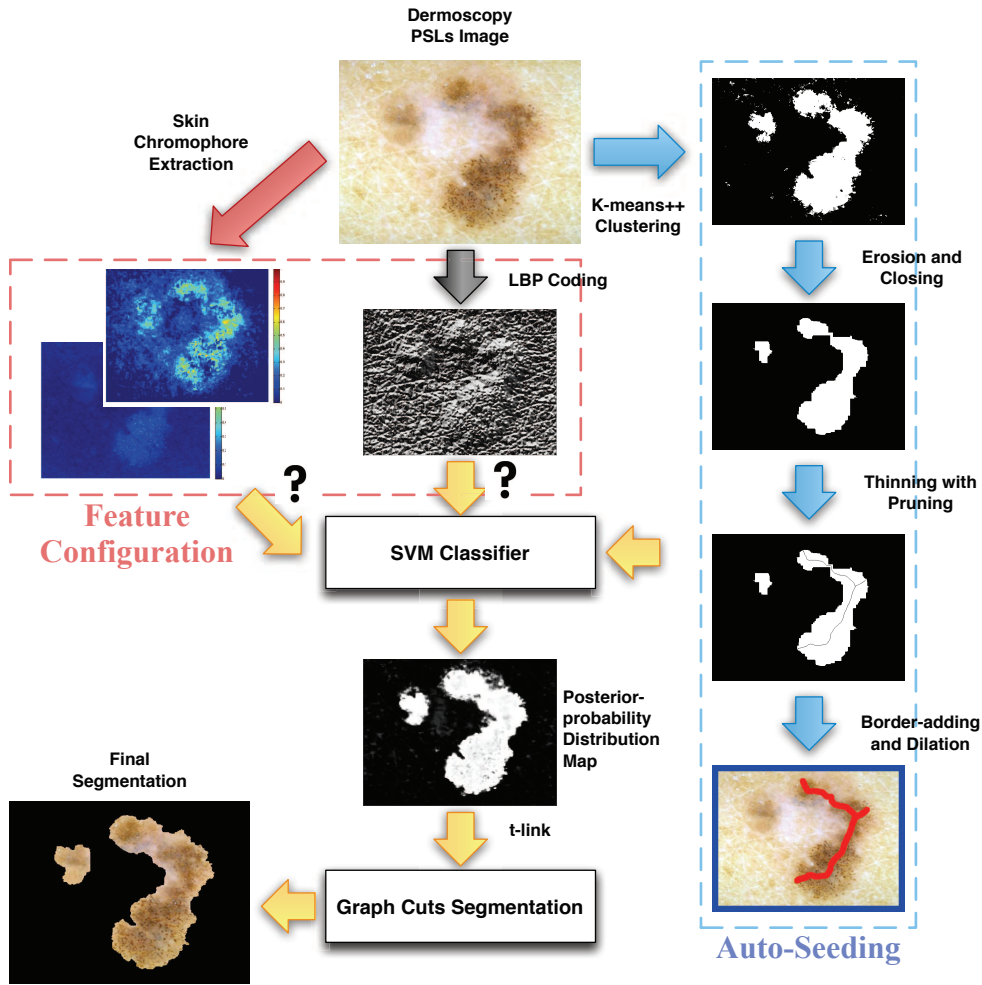 Dermoscopy
PSLs Image
Skin
Chromophore
Extraction
K-means++
Clustering
LBP Coding
Erosion and
Closing
?
?
Feature
Configuration
Thinning with
Pruning
SVM Classifier
Posterior-
probability
Distribution
Map
Border-adding
and Dilation
Final
Segmentation
t-link
Graph Cuts Segmentation
Auto-Seeding